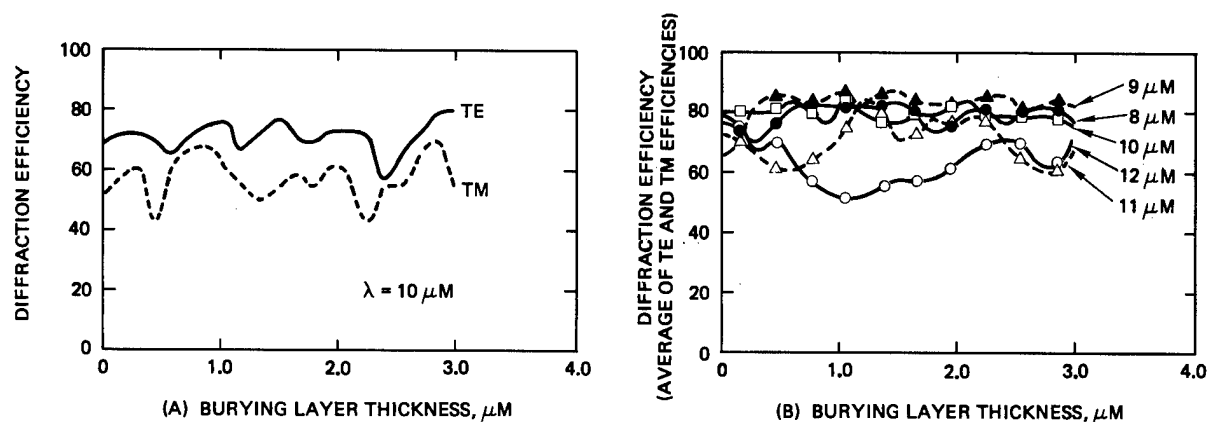 DIFFRACTION EFFICIENCY
100
80
60
40
20
0
TE
TM
λ = 10 μM
0
1.0
2.0
3.0
4.0
(A) BURYING LAYER THICKNESS, μM
DIFFRACTION EFFICIENCY
(AVERAGE OF TE AND TM EFFICIENCIES)
100
80
60
40
20
0
9 μM
8 μM
10 μM
12 μM
11 μM
0
1.0
2.0
3.0
4.0
(B) BURYING LAYER THICKNESS, μM